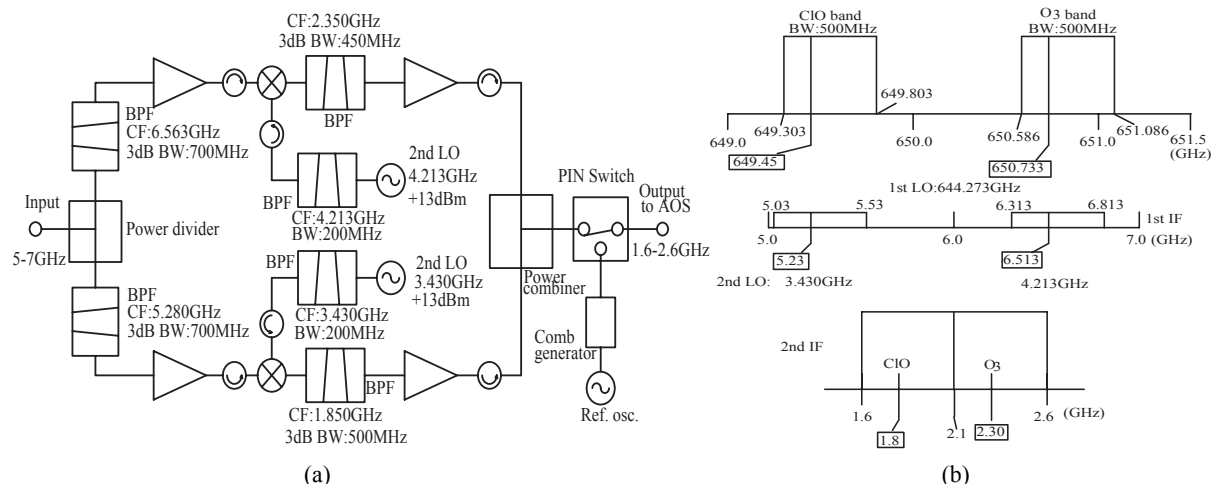 CF:2.350GHz
3dB BW:450MHz
BPF
BPF
CF:6.563GHz
3dB BW:700MHz
2nd LO
4.213GHz
+13dBm
BPF
CF:4.213GHz
BW:200MHz
Input
5-7GHz
Power divider
PIN Switch
Output
to AOS
1.6-2.6GHz
Power
combiner
BPF
2nd LO
3.430GHz
+13dBm
BPF
CF:5.280GHz
3dB BW:700MHz
CF:3.430GHz
BW:200MHz
Comb
generator
BPF
CF:1.850GHz
3dB BW:500MHz
Ref. osc.
(a)
ClO band
BW:500MHz
O3 band
BW:500MHz
649.803
649.0
649.303
650.0
650.586
651.0
651.086
651.5
(GHz)
649.45
650.733
1st LO:644.273GHz
5.03
5.53
6.313
6.813
1st IF
5.0
6.0
7.0 (GHz)
5.23
6.513
2nd LO: 3.430GHz
4.213GHz
2nd IF
ClO
O3
1.6
2.1
2.6
(GHz)
1.8
2.30
(b)